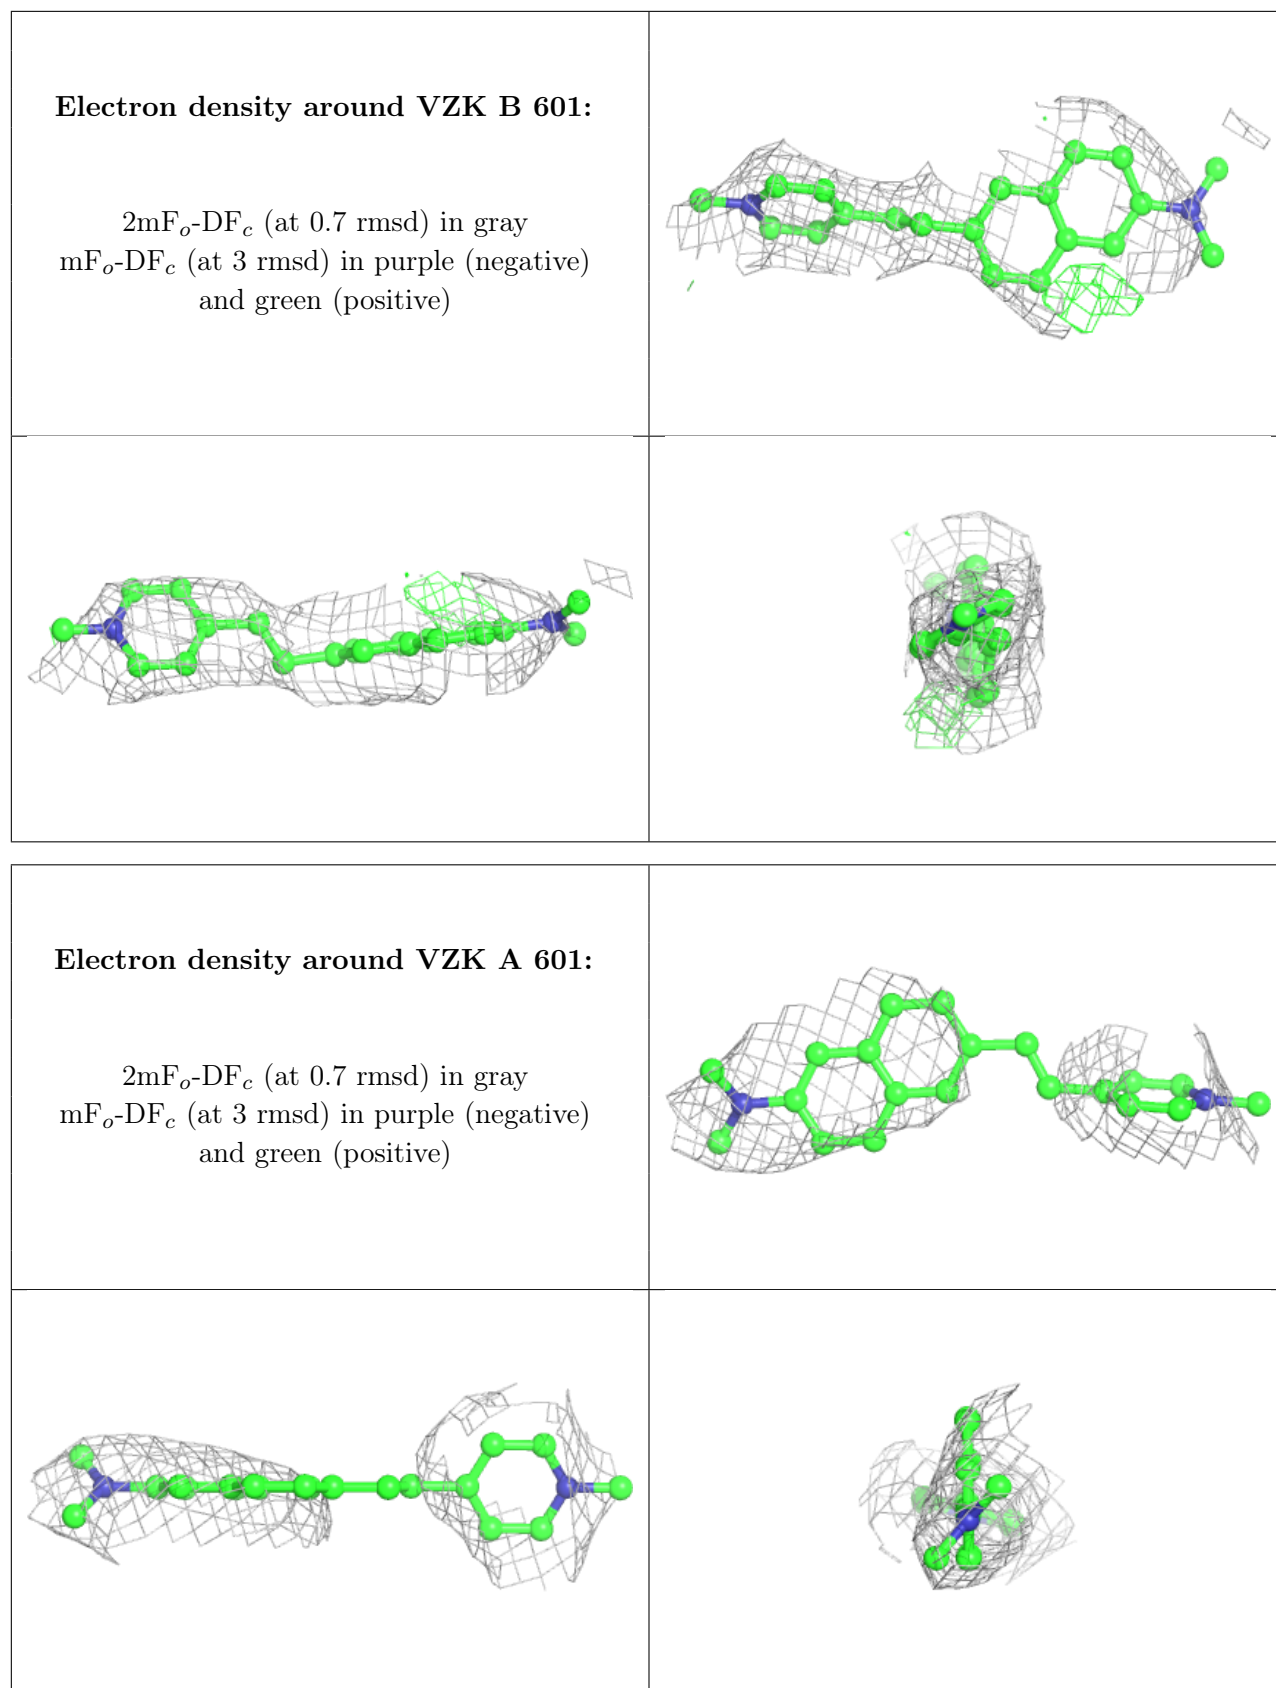 Electron density around VZK B 601:
2mFo-DFc (at 0.7 rmsd) in gray
mFo-DFc (at 3 rmsd) in purple (negative)
and green (positive)
Electron density around VZK A 601:
2mFo-DFc (at 0.7 rmsd) in gray
mFo-DFc (at 3 rmsd) in purple (negative)
and green (positive)